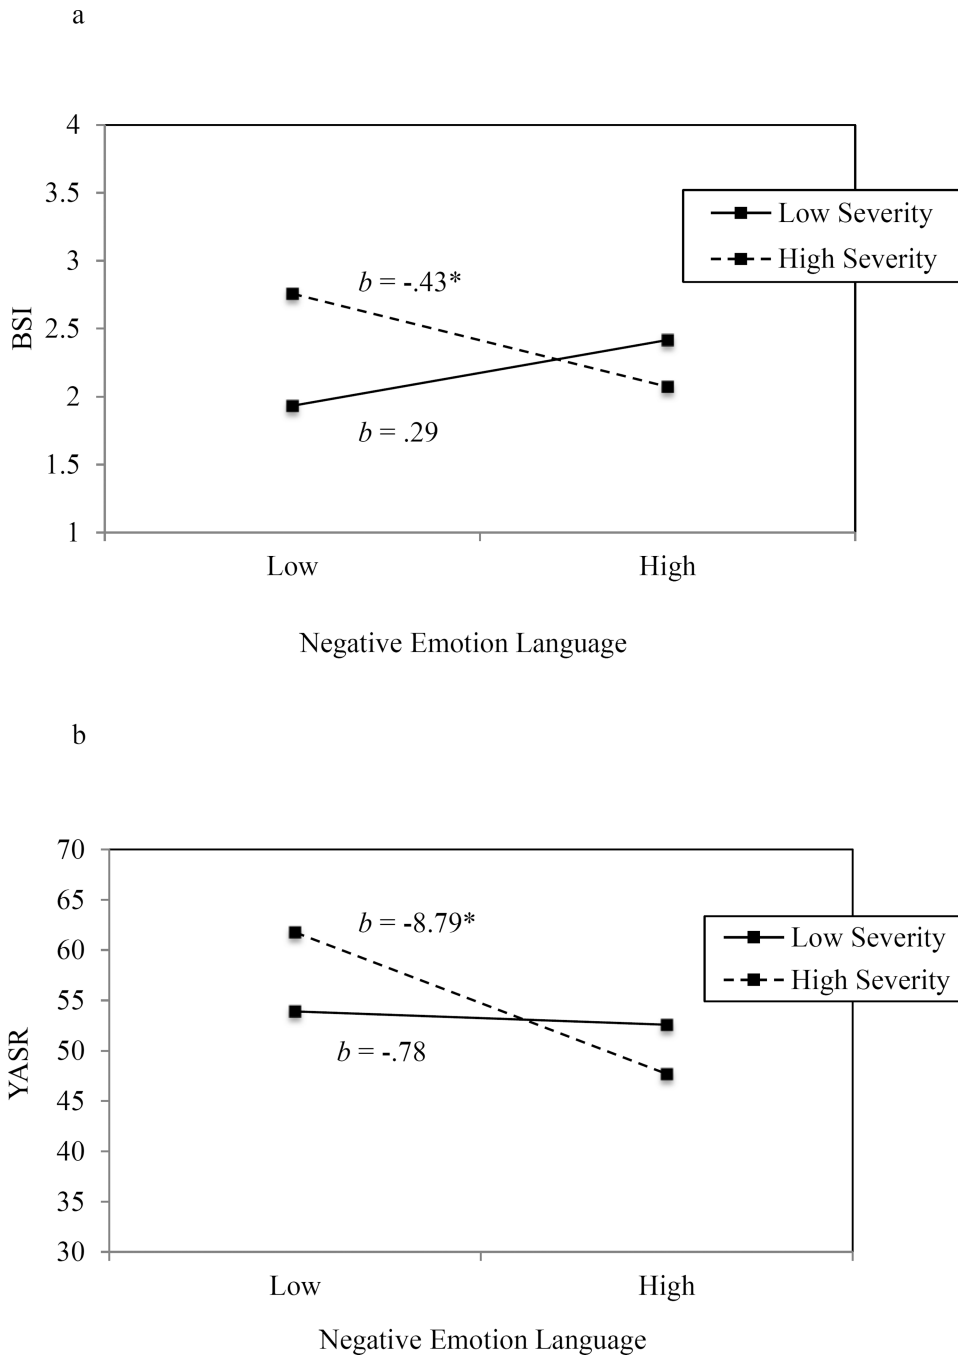 a
4
3.5
3
2.5
2
1.5
1
BSI
b = -.43*
b = .29
Low Severity
High Severity
Low High
Negative Emotion Language
b
70
65
60
55
50
45
40
35
30
YASR
b = -8.79*
b = -.78
Low Severity
High Severity
Low High
Negative Emotion Language